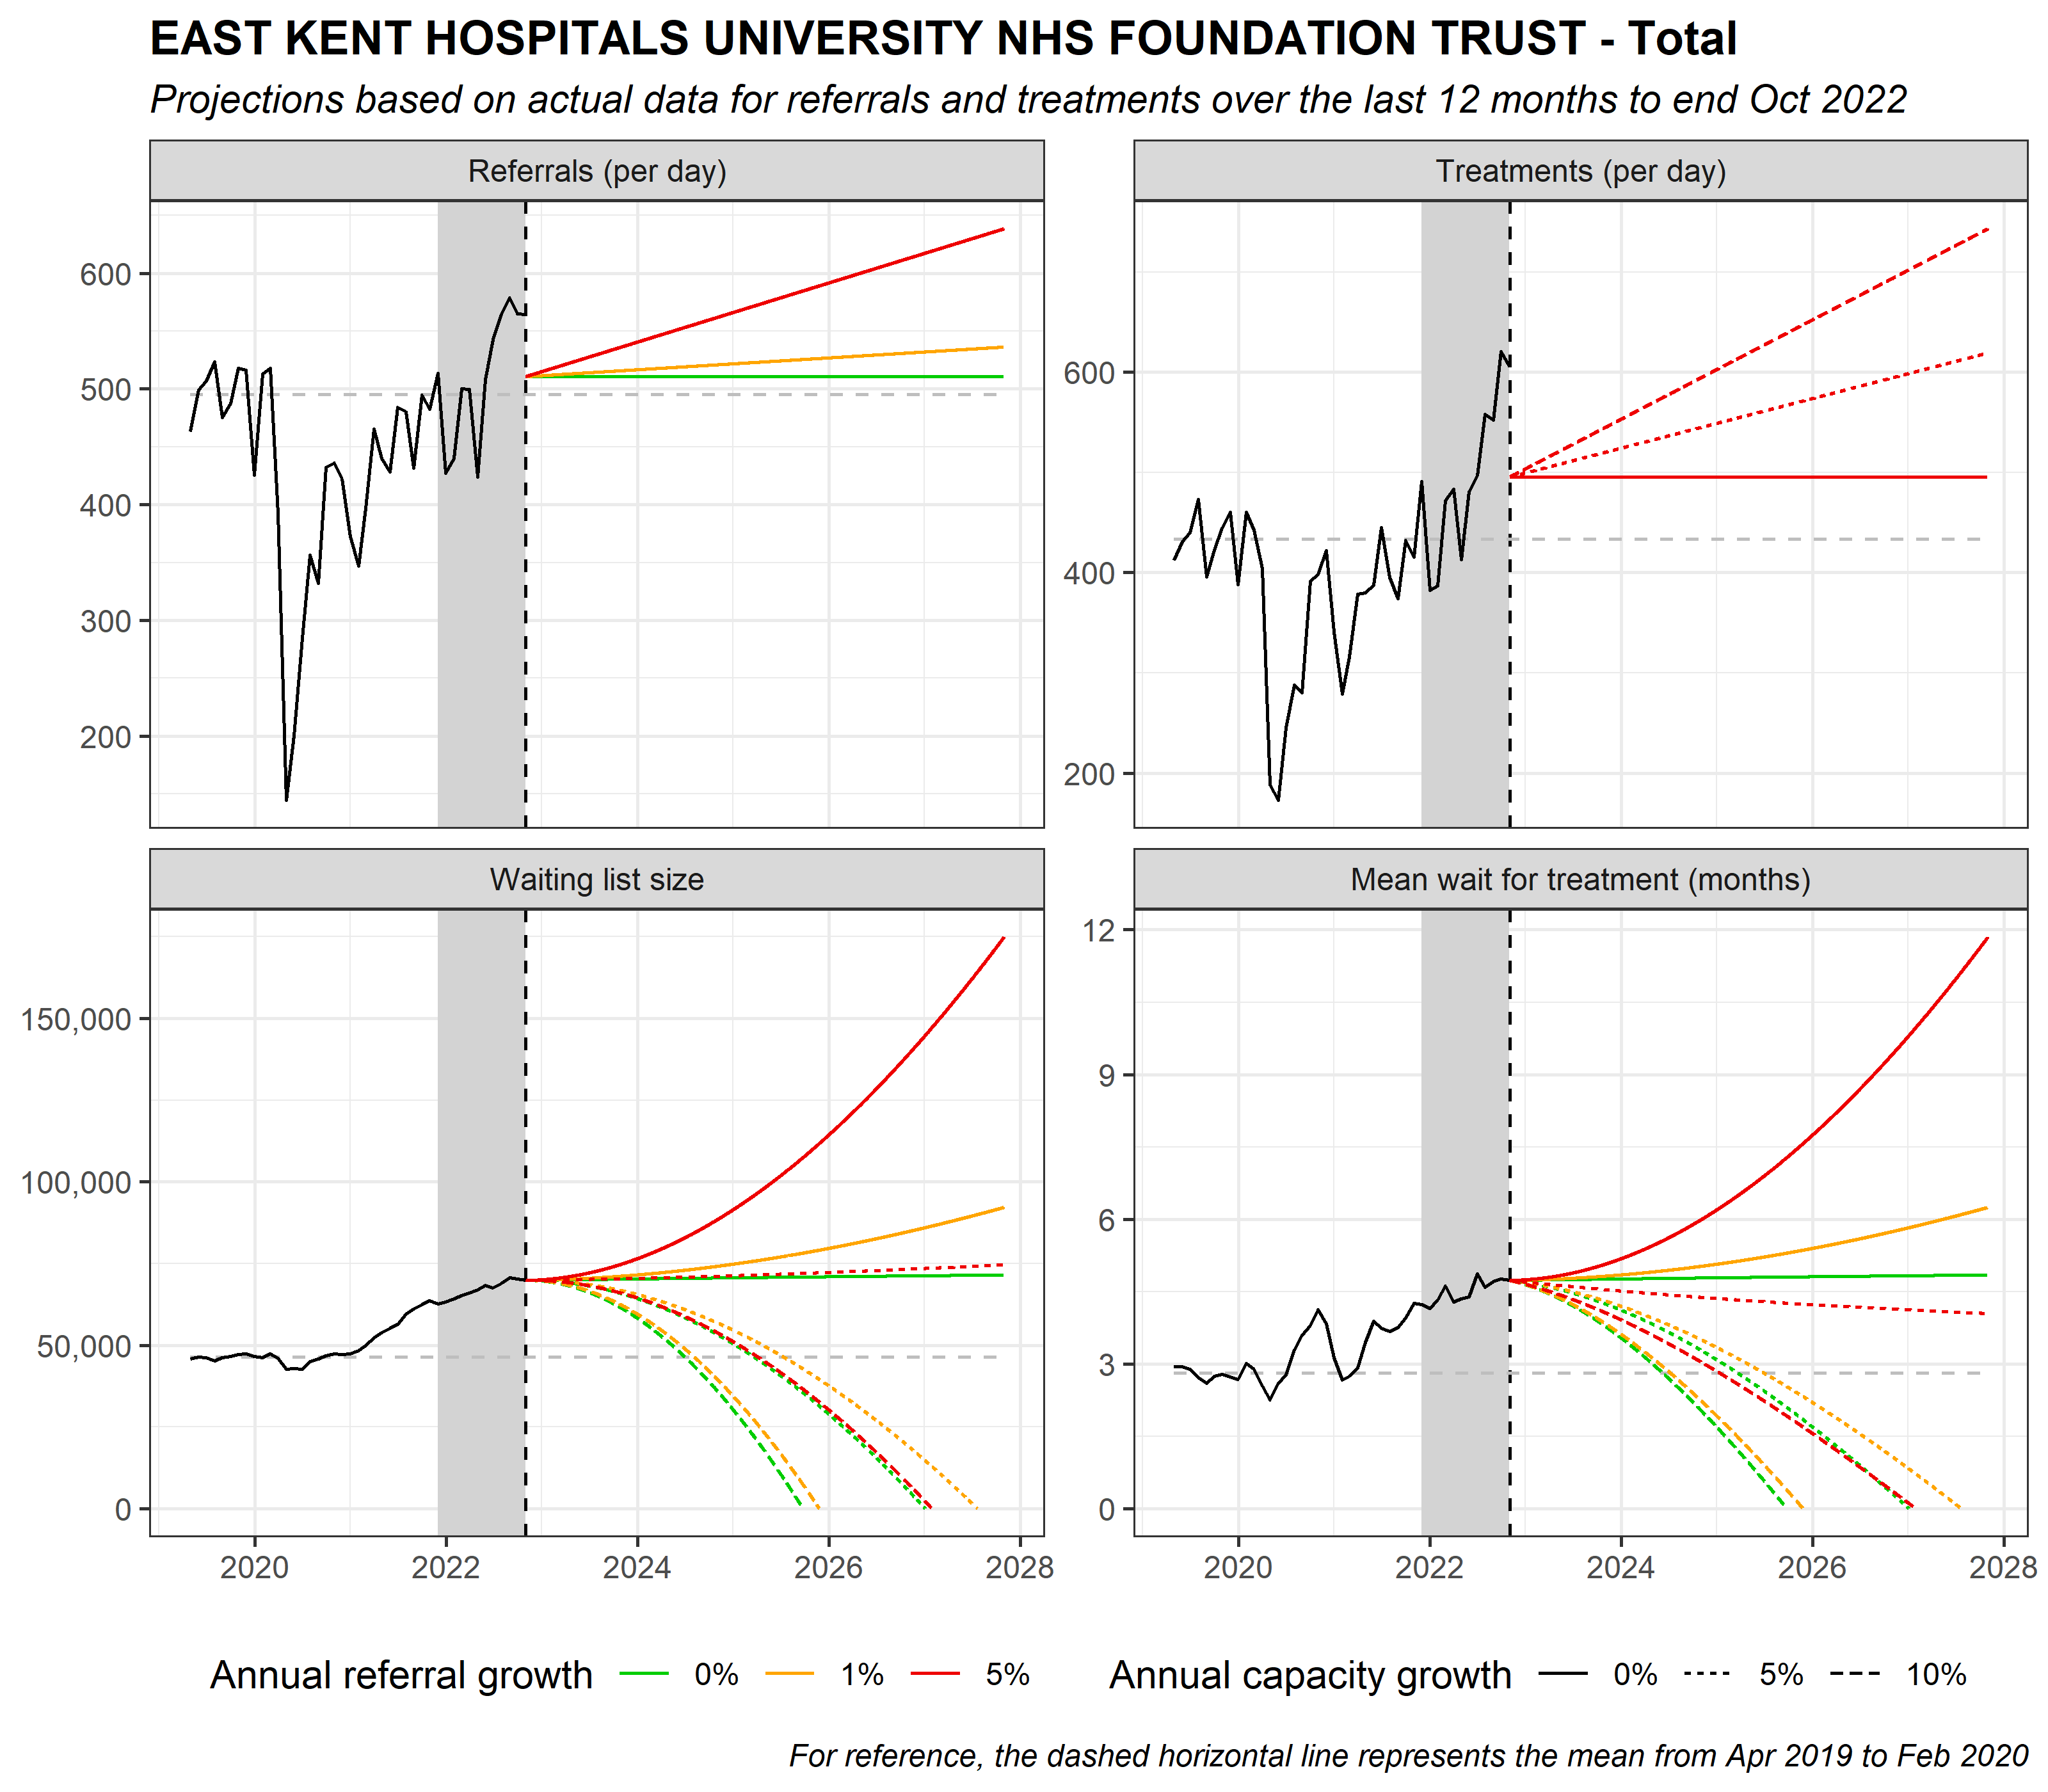 EAST KENT HOSPITALS UNIVERSITY NHS FOUNDATION TRUST - Total
Projections based on actual data for referrals and treatments over the last 12 months to end Oct 2022
Referrals (per day)
600
500
400
300
200
Treatments (per day)
600
400
200
Waiting list size
150,000
100,000
50,000
0
2020 2022 2024 2026 2028
Mean wait for treatment (months)
12
9
6
3
0
2020 2022 2024 2026 2028
Annual referral growth 0% 1% 5%
Annual capacity growth 0% 5% 10%
For reference, the dashed horizontal line represents the mean from Apr 2019 to Feb 2020